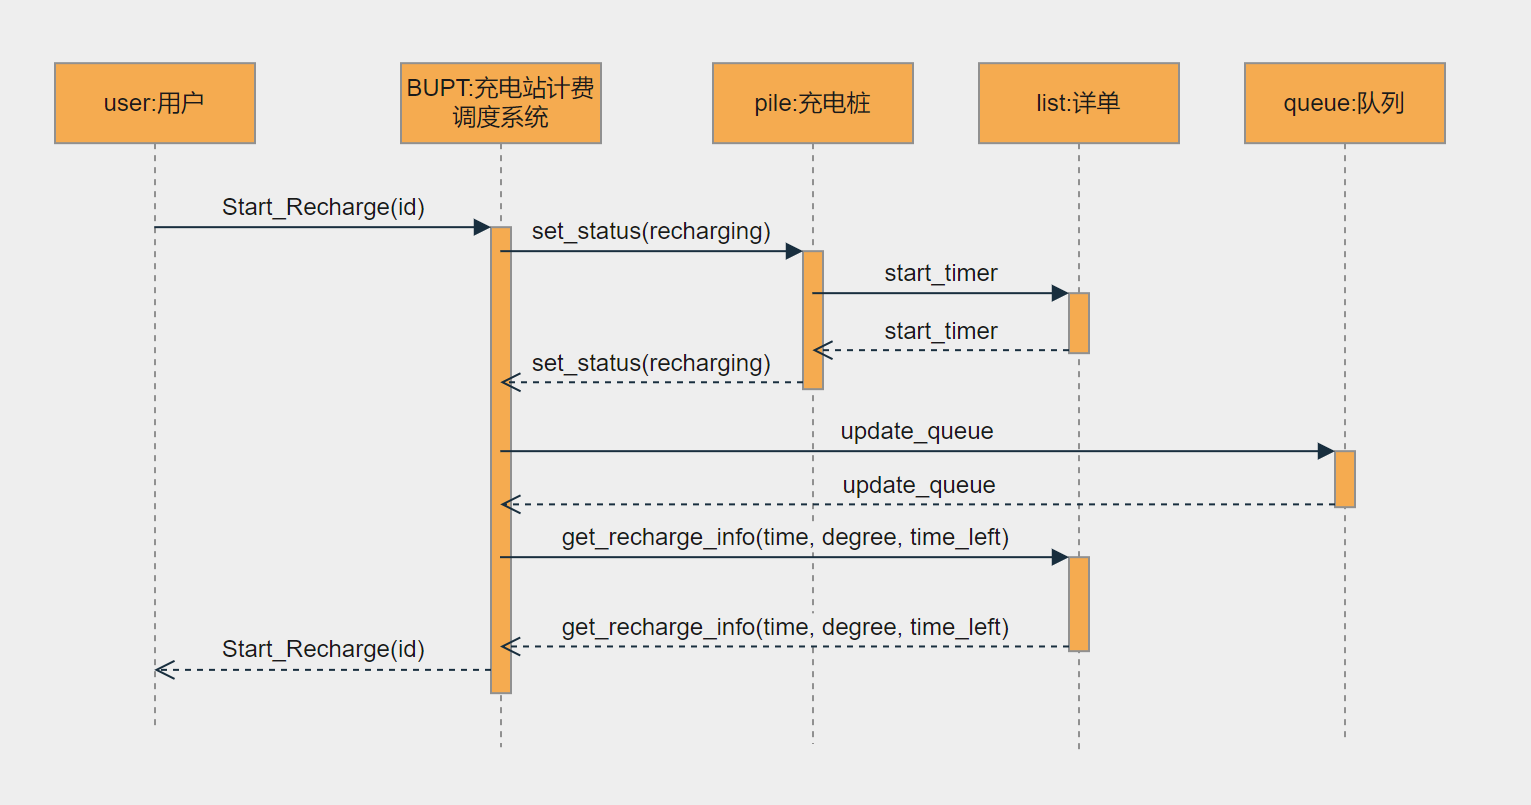 user:用户
BUPT:充电站计费
调度系统
pile:充电桩
list:详单
queue:队列
Start_Recharge(id)
set_status(recharging)
start_timer
start_timer
set_status(recharging)
update_queue
update_queue
get_recharge_info(time, degree, time_left)
get_recharge_info(time, degree, time_left)
Start_Recharge(id)